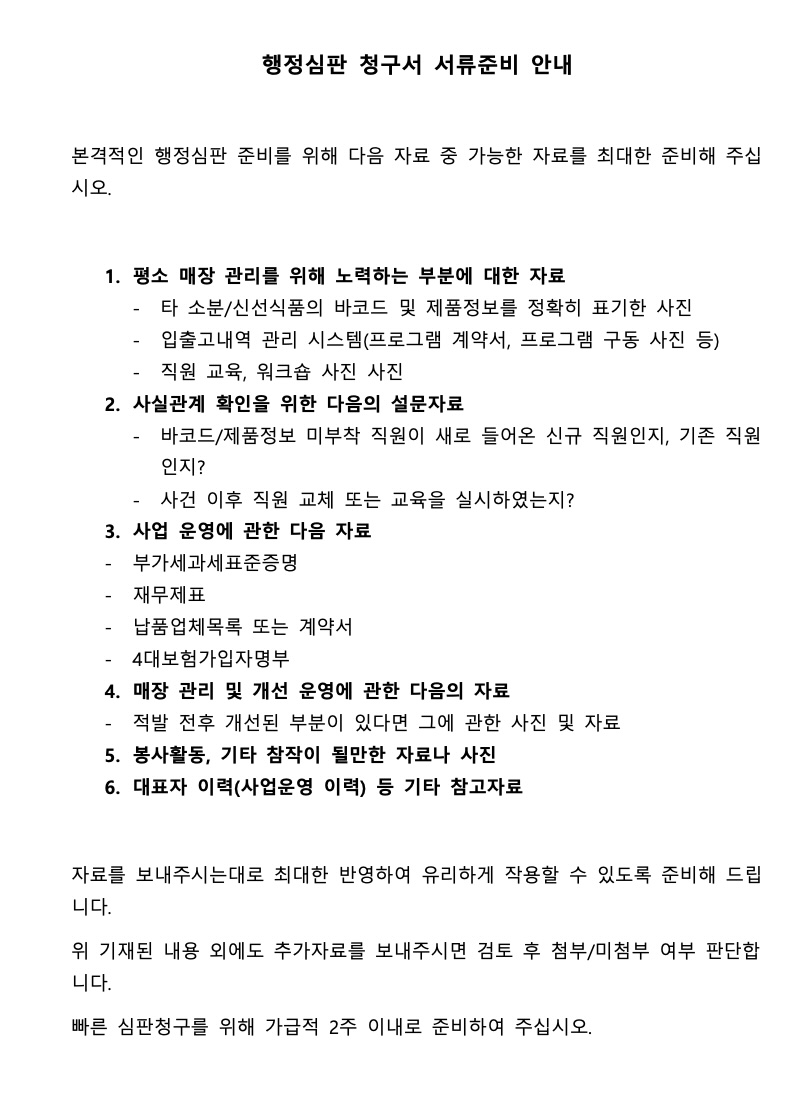 행정심판 청구서 서류준비 안내
본격적인 행정심판 준비를 위해 다음 자료 중 가능한 자료를 최대한 준비해 주십
시오.
1. 평소 매장 관리를 위해 노력하는 부분에 대한 자료
- 타 소분/신선식품의 바코드 및 제품정보를 정확히 표기한 사진
- 입출고내역 관리 시스템(프로그램 계약서, 프로그램 구동 사진 등)
- 직원 교육, 워크숍 사진 사진
2. 사실관계 확인을 위한 다음의 설문자료
- 바코드/제품정보 미부착 직원이 새로 들어온 신규 직원인지, 기존 직원
인지?
- 사건 이후 직원 교체 또는 교육을 실시하였는지?
3. 사업 운영에 관한 다음 자료
- 부가세과세표준증명
- 재무제표
- 납품업체목록 또는 계약서
- 4대보험가입자명부
4. 매장 관리 및 개선 운영에 관한 다음의 자료
- 적발 전후 개선된 부분이 있다면 그에 관한 사진 및 자료
5. 봉사활동, 기타 참작이 될만한 자료나 사진
6. 대표자 이력(사업운영 이력) 등 기타 참고자료
자료를 보내주시는대로 최대한 반영하여 유리하게 작용할 수 있도록 준비해 드립
니다.
위 기재된 내용 외에도 추가자료를 보내주시면 검토 후 첨부/미첨부 여부 판단합
니다.
빠른 심판청구를 위해 가급적 2주 이내로 준비하여 주십시오.